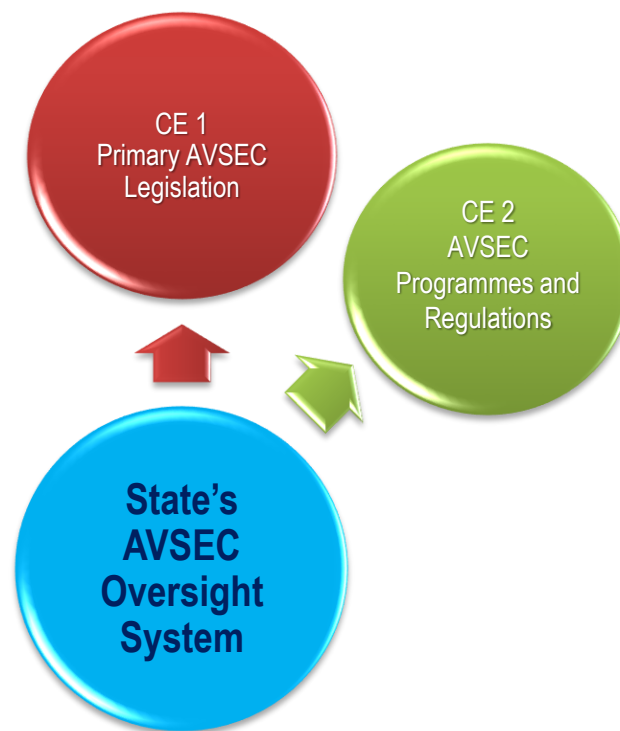 CE 1
Primary AVSEC
Legislation
CE 2
AVSEC
Programmes and
Regulations
State’s
AVSEC
Oversight
System